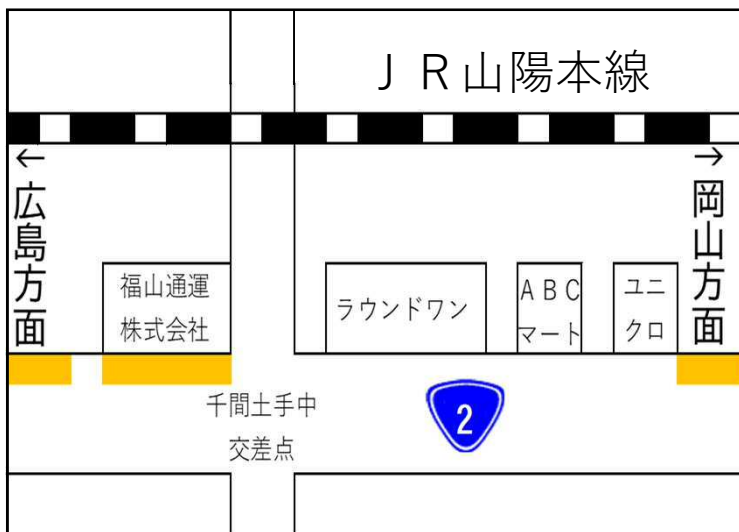 ＪＲ山陽本線
←広島方面
→岡山方面
福山通運
株式会社
ラウンドワン
ＡＢＣ
マート
ユニ
クロ
千間土手中
交差点
2